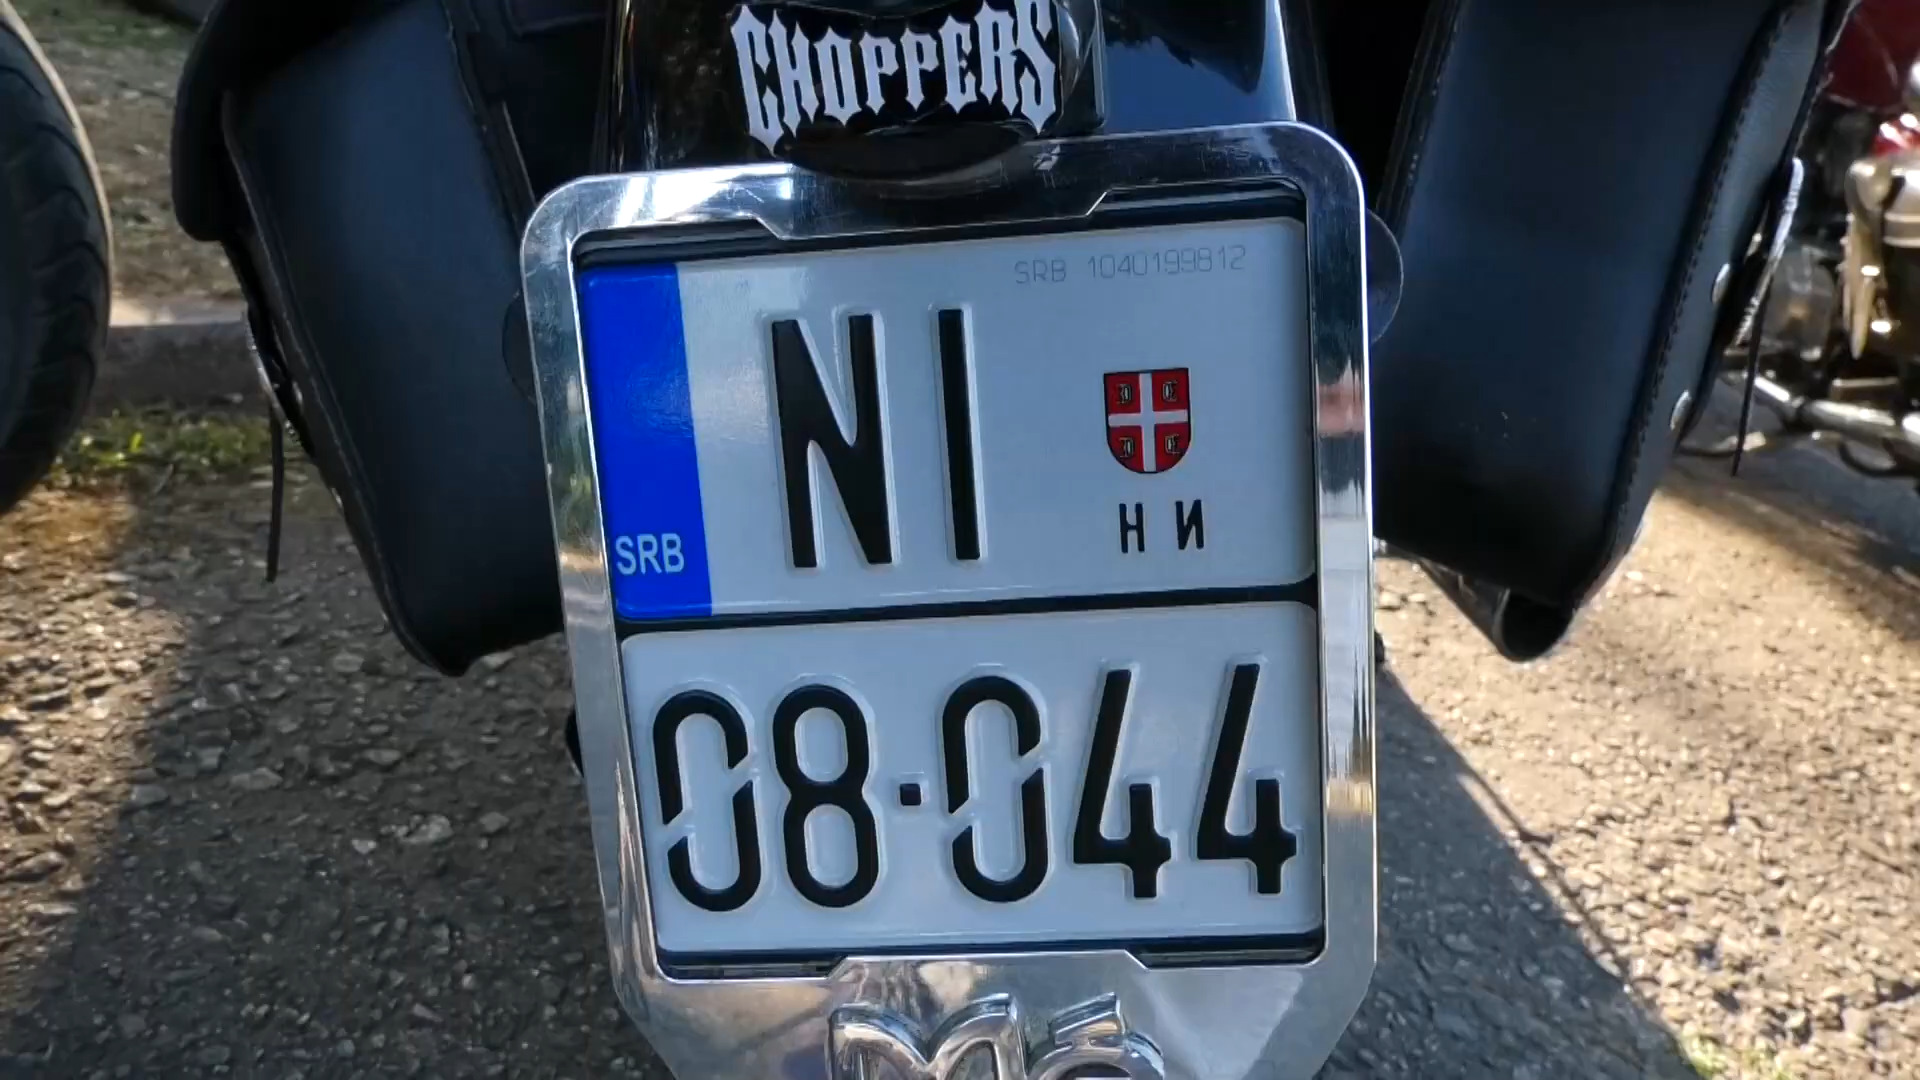 CHOPPERS
SRB 1040199812
NI
SRB
НИ
08·044